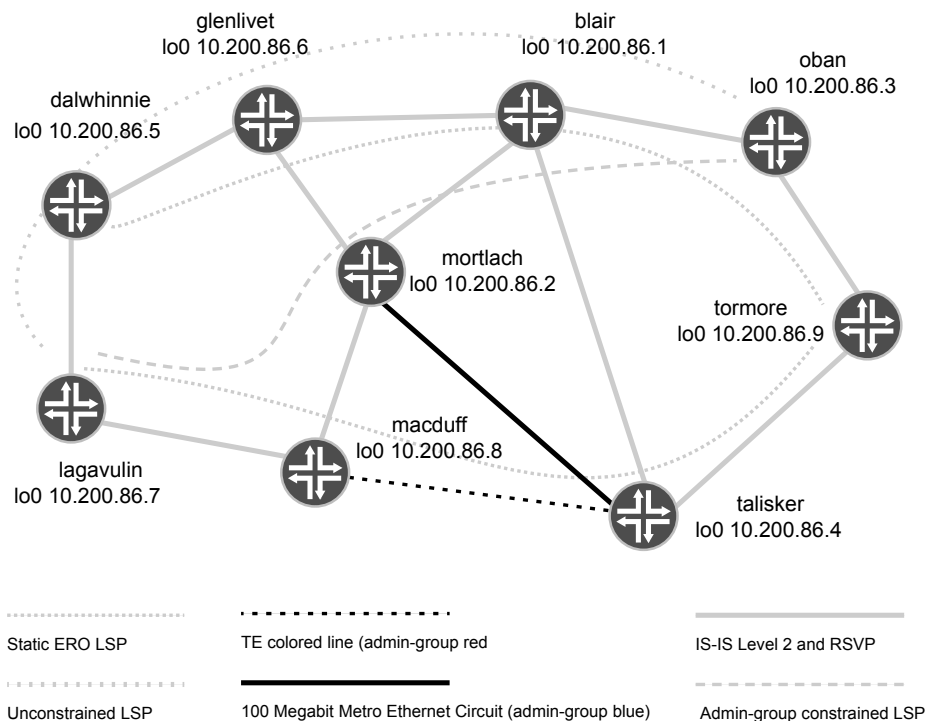 glenlivet
lo0 10.200.86.6
blair
lo0 10.200.86.1
oban
lo0 10.200.86.3
dalwhinnie
lo0 10.200.86.5
mortlach
lo0 10.200.86.2
tormore
lo0 10.200.86.9
macduff
lo0 10.200.86.8
lagavulin
lo0 10.200.86.7
talisker
lo0 10.200.86.4
Static ERO LSP
TE colored line (admin-group red
IS-IS Level 2 and RSVP
Unconstrained LSP
100 Megabit Metro Ethernet Circuit (admin-group blue)
Admin-group constrained LSP